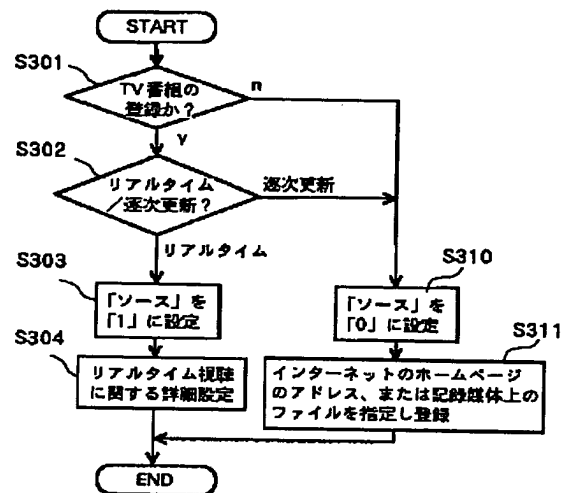 START
S301
TV番組の
登録か？
n
y
S302
リアルタイム
／逐次更新？
逐次更新
リアルタイム
S303
「ソース」を
「1」に設定
S310
「ソース」を
「0」に設定
S304
リアルタイム視聴
に関する詳細設定
S311
インターネットのホームページ
のアドレス、または記録媒体上の
ファイルを指定し登録
END